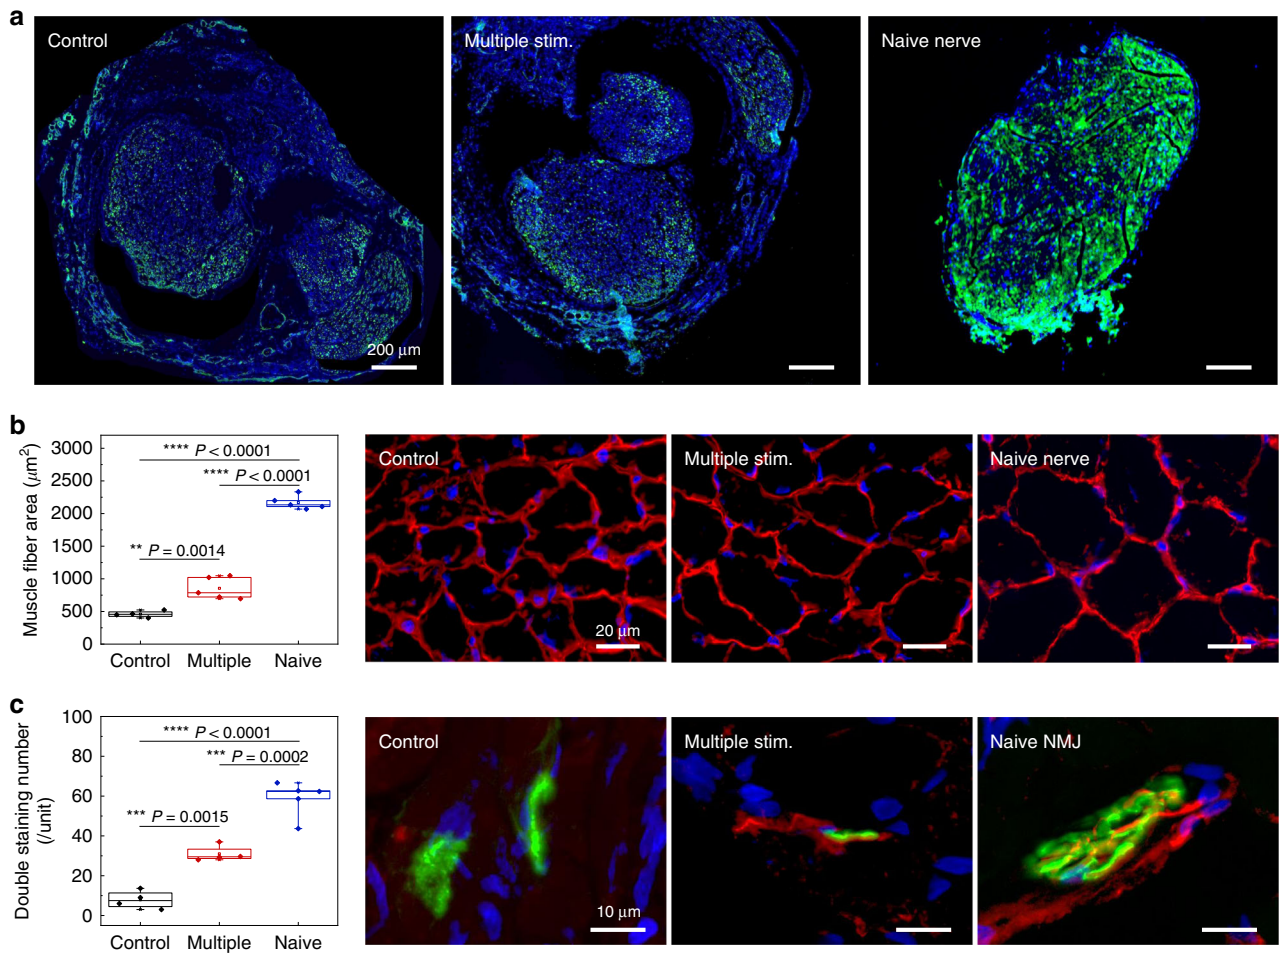 a
Control
Multiple stim.
Naive nerve
200 μm
b
Muscle fiber area (μm²)
3000
2500
2000
1500
1000
500
0
**** P < 0.0001
**** P < 0.0001
** P = 0.0014
Control Multiple Naive
Control
Multiple stim.
Naive nerve
20 μm
c
Double staining number
(/unit)
100
80
60
40
20
0
**** P < 0.0001
*** P = 0.0002
*** P = 0.0015
Control Multiple Naive
Control
Multiple stim.
Naive NMJ
10 μm